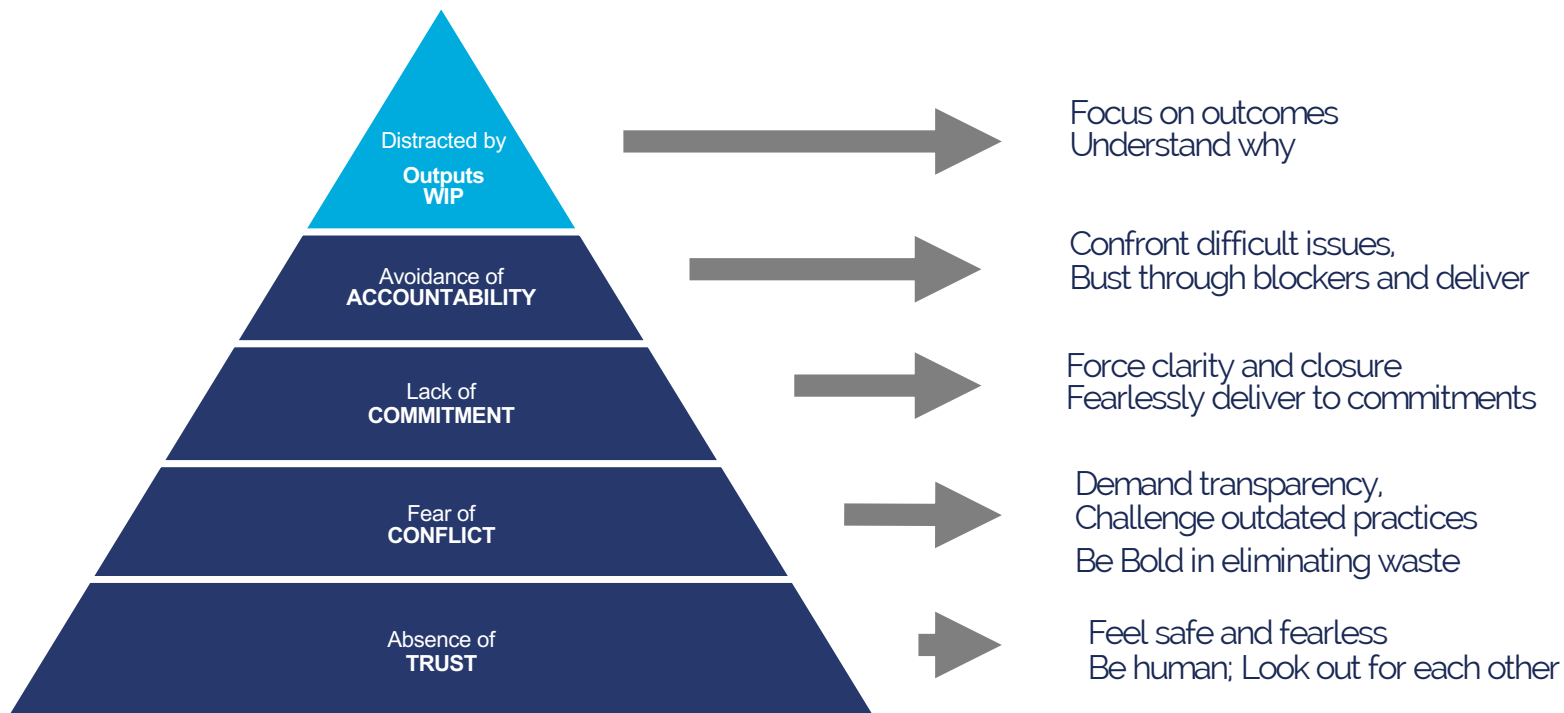 Distracted by
Outputs
WIP
Focus on outcomes
Understand why
Avoidance of
ACCOUNTABILITY
Confront difficult issues,
Bust through blockers and deliver
Lack of
COMMITMENT
Force clarity and closure
Fearlessly deliver to commitments
Fear of
CONFLICT
Demand transparency,
Challenge outdated practices
Be Bold in eliminating waste
Absence of
TRUST
Feel safe and fearless
Be human; Look out for each other